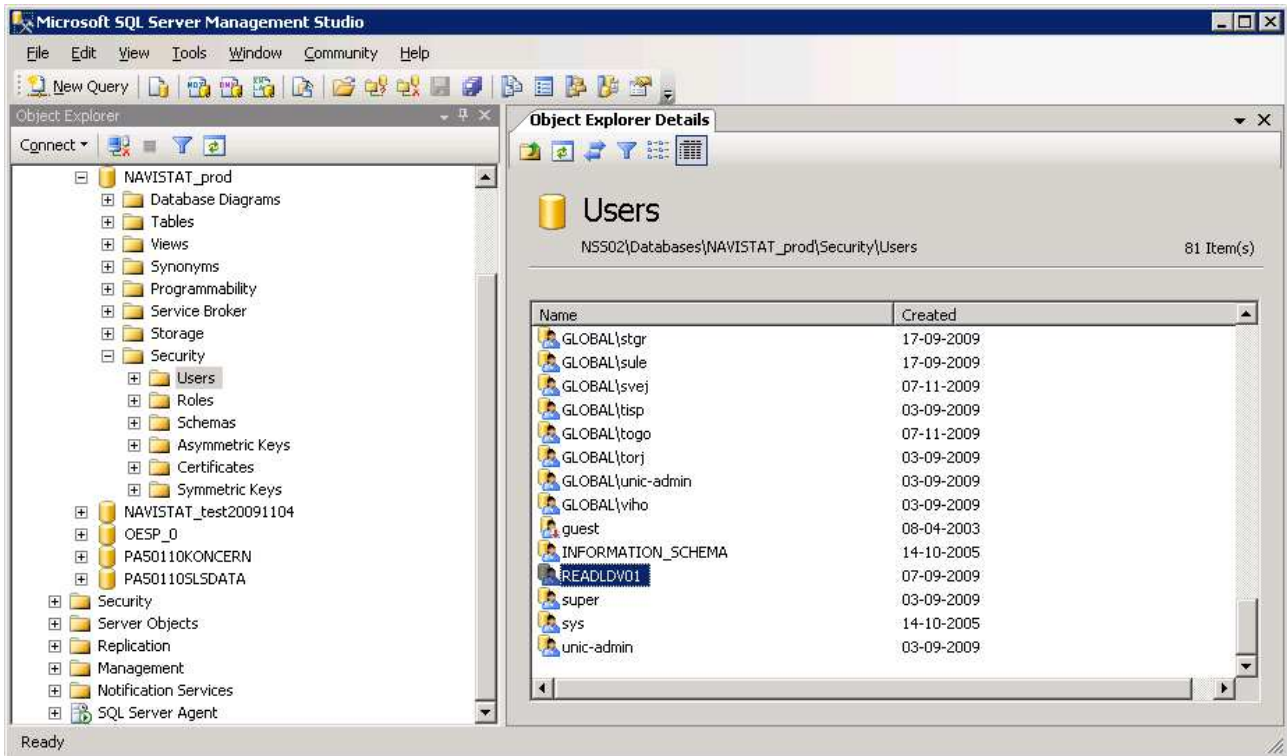 Microsoft SQL Server Management Studio
File Edit View Tools Window Community Help
New Query
Object Explorer
Connect
NAVISTAT_prod
Database Diagrams
Tables
Views
Synonyms
Programmability
Service Broker
Storage
Security
Users
Roles
Schemas
Asymmetric Keys
Certificates
Symmetric Keys
NAVISTAT_test20091104
OESP_0
PA50110KONCERN
PA50110SLSDATA
Security
Server Objects
Replication
Management
Notification Services
SQL Server Agent
Object Explorer Details
Users
NSS02\Databases\NAVISTAT_prod\Security\Users 81 Item(s)
Name Created
GLOBAL\stgr 17-09-2009
GLOBAL\sule 17-09-2009
GLOBAL\svej 07-11-2009
GLOBAL\tisp 03-09-2009
GLOBAL\togo 07-11-2009
GLOBAL\torj 03-09-2009
GLOBAL\unic-admin 03-09-2009
GLOBAL\viho 03-09-2009
guest 08-04-2003
INFORMATION_SCHEMA 14-10-2005
READLDV01 07-09-2009
super 03-09-2009
sys 14-10-2005
unic-admin 03-09-2009
Ready